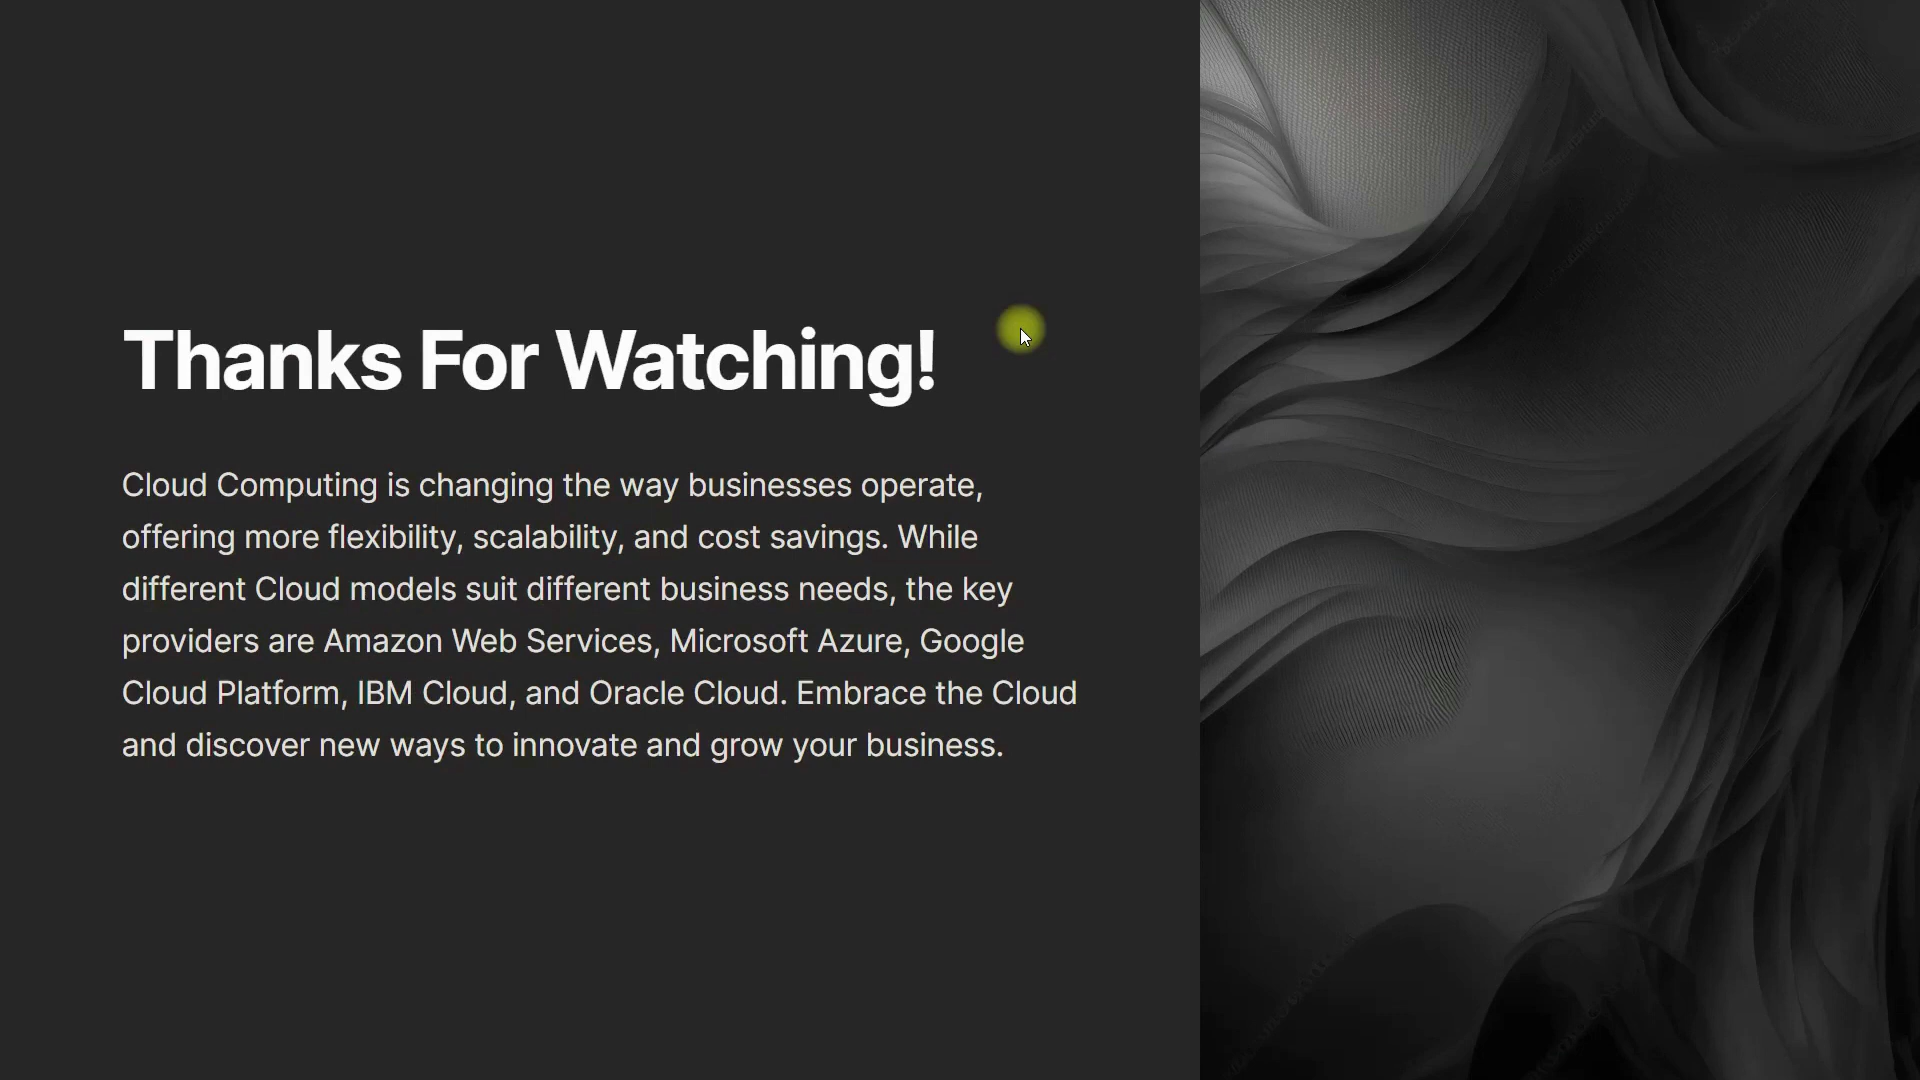 Thanks For Watching!
Cloud Computing is changing the way businesses operate,
offering more flexibility, scalability, and cost savings. While
different Cloud models suit different business needs, the key
providers are Amazon Web Services, Microsoft Azure, Google
Cloud Platform, IBM Cloud, and Oracle Cloud. Embrace the Cloud
and discover new ways to innovate and grow your business.